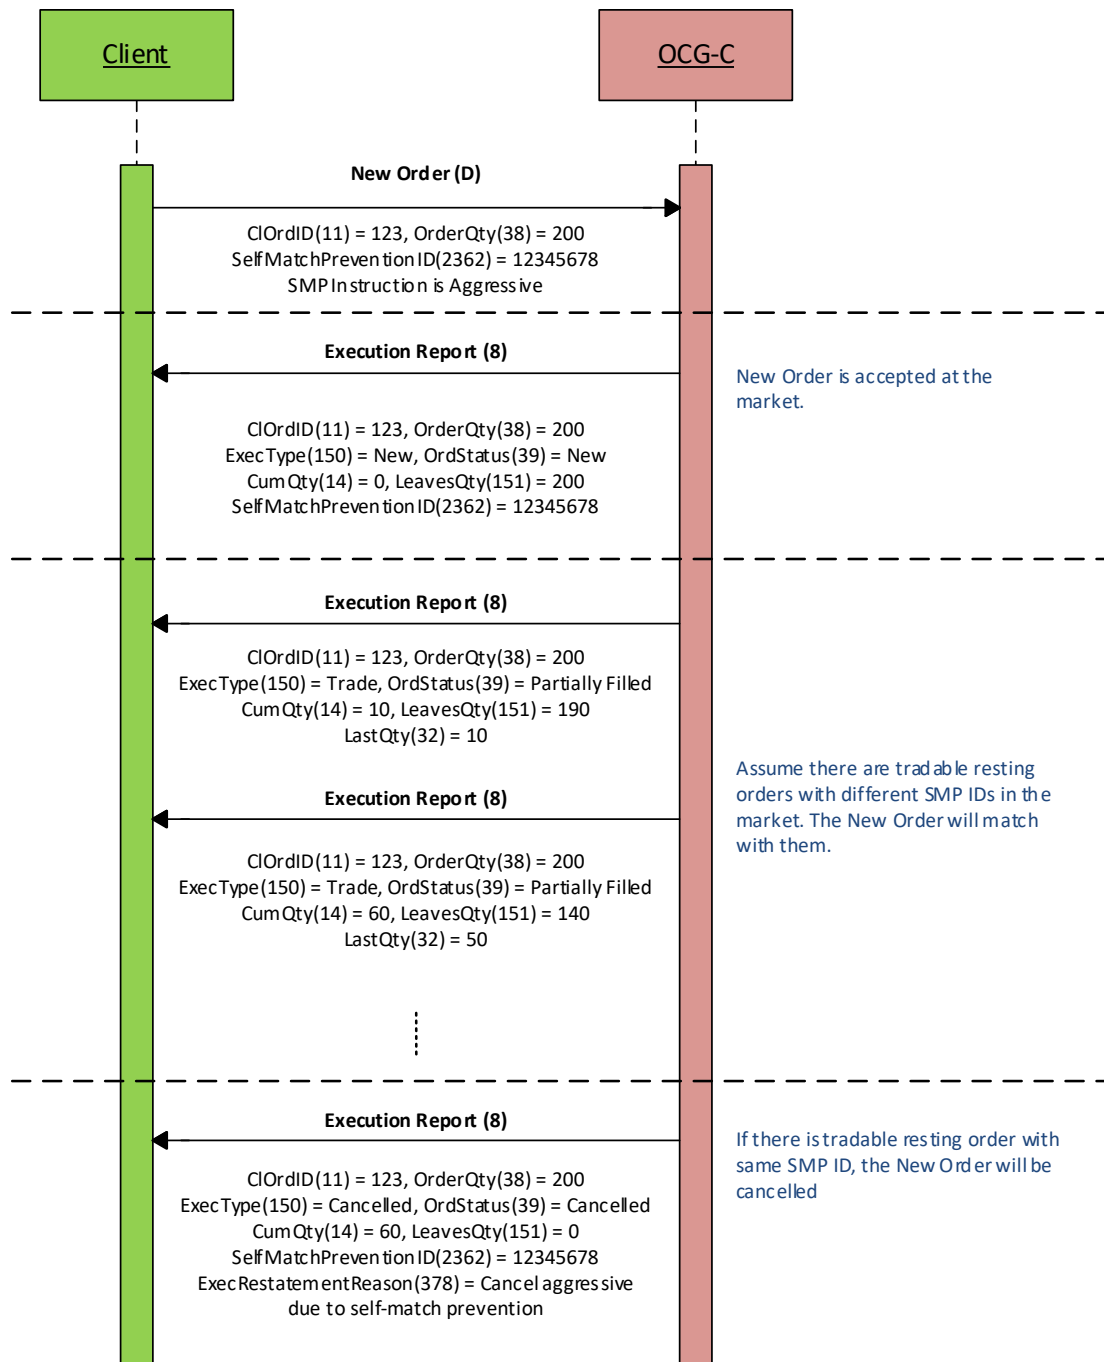 Client
OCG-C
New Order (D)
ClOrdID(11) = 123, OrderQty(38) = 200
SelfMatchPreventionID(2362) = 12345678
SMP Instruction is Aggressive
Execution Report (8)
New Order is accepted at the
market.
ClOrdID(11) = 123, OrderQty(38) = 200
ExecType(150) = New, OrdStatus(39) = New
CumQty(14) = 0, LeavesQty(151) = 200
SelfMatchPreventionID(2362) = 12345678
Execution Report (8)
ClOrdID(11) = 123, OrderQty(38) = 200
ExecType(150) = Trade, OrdStatus(39) = Partially Filled
CumQty(14) = 10, LeavesQty(151) = 190
LastQty(32) = 10
Assume there are tradable resting
orders with different SMP IDs in the
market. The New Order will match
with them.
Execution Report (8)
ClOrdID(11) = 123, OrderQty(38) = 200
ExecType(150) = Trade, OrdStatus(39) = Partially Filled
CumQty(14) = 60, LeavesQty(151) = 140
LastQty(32) = 50
Execution Report (8)
If there is tradable resting order with
same SMP ID, the New Order will be
cancelled
ClOrdID(11) = 123, OrderQty(38) = 200
ExecType(150) = Cancelled, OrdStatus(39) = Cancelled
CumQty(14) = 60, LeavesQty(151) = 0
SelfMatchPreventionID(2362) = 12345678
ExecRestatementReason(378) = Cancel aggressive
due to self-match prevention